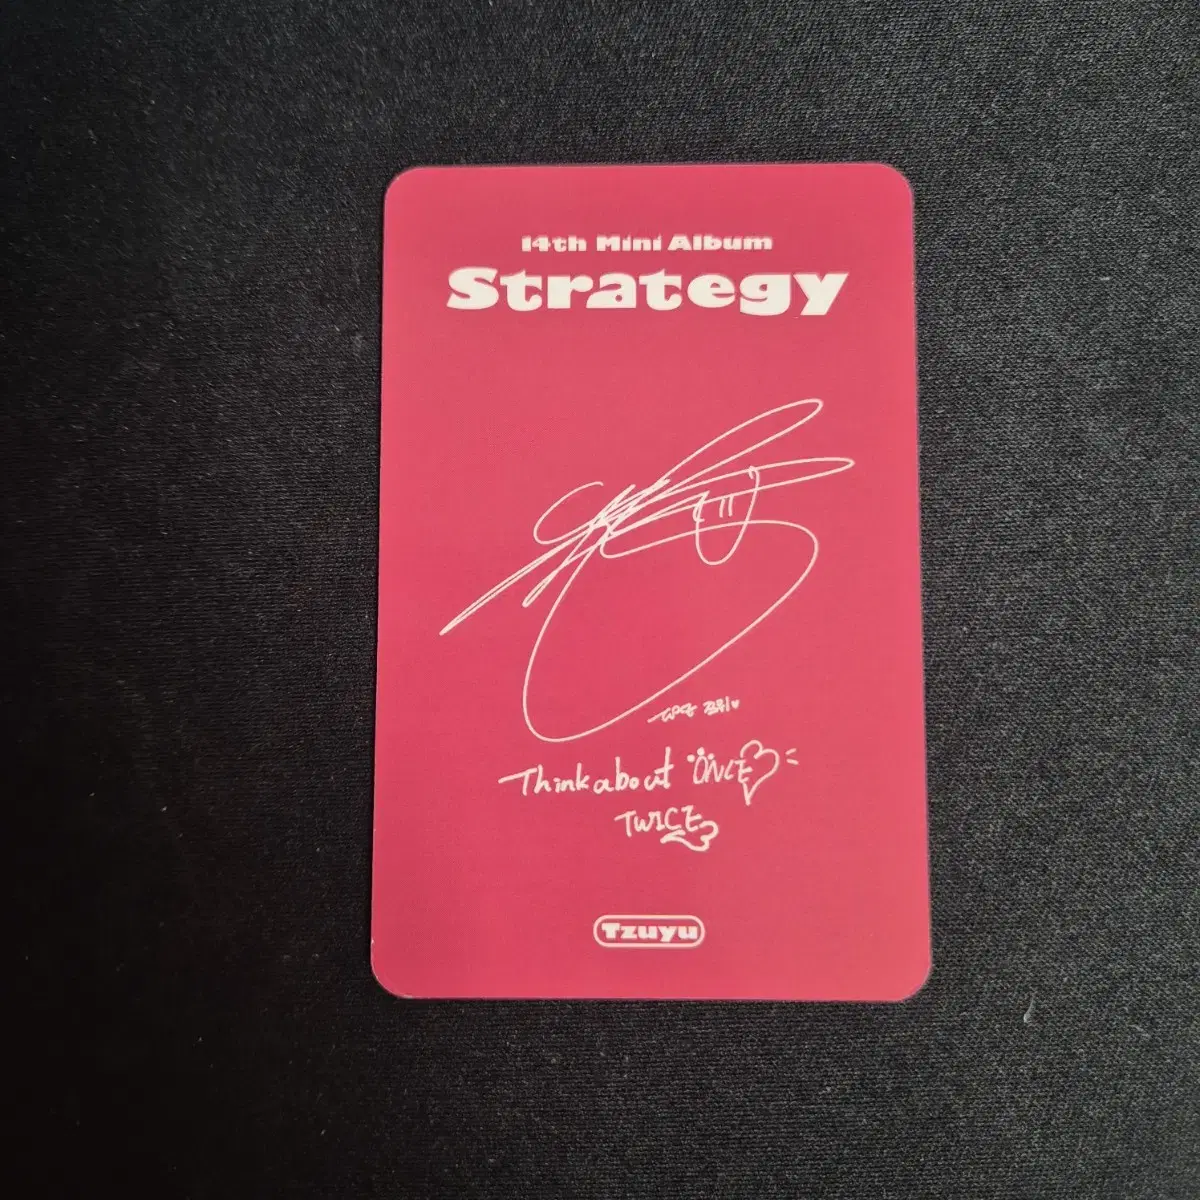 14th Mini Album
Strategy
Think about ONCE
TWICE
Tzuyu